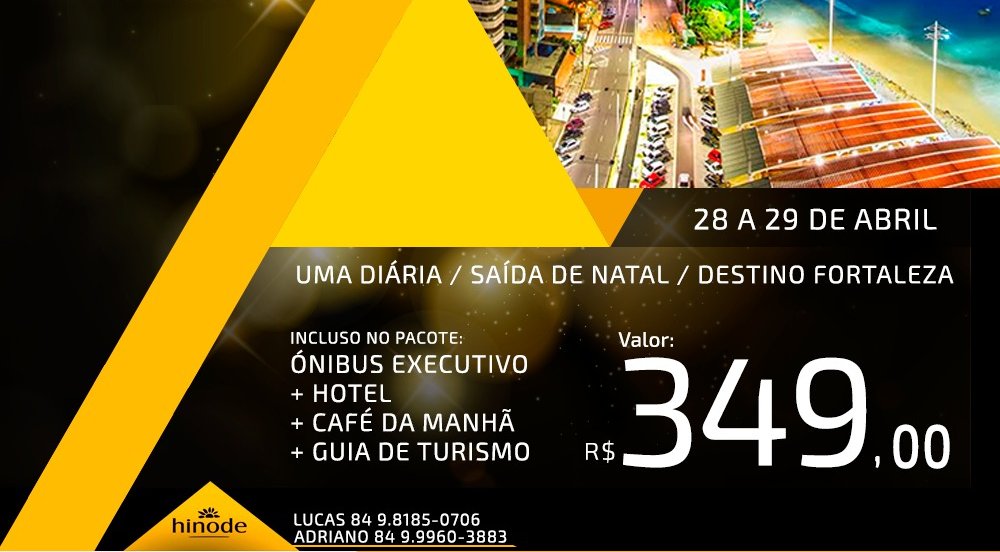 28 A 29 DE ABRIL
UMA DIÁRIA / SAÍDA DE NATAL / DESTINO FORTALEZA
INCLUSO NO PACOTE:
ÓNIBUS EXECUTIVO
+ HOTEL
+ CAFÉ DA MANHÃ
+ GUIA DE TURISMO
Valor:
R$ 349,00
hinode
LUCAS 84 9.8185-0706
ADRIANO 84 9.9960-3883